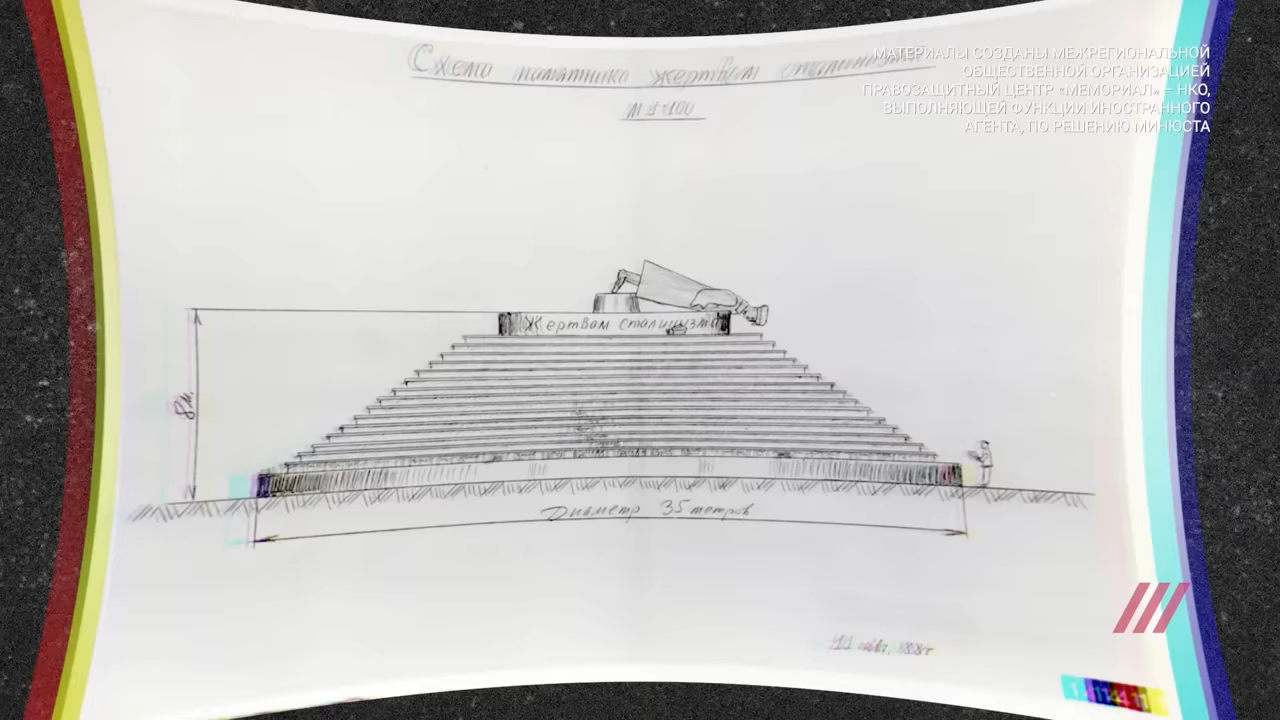 Схема памятника жертвам сталинизма
М 1:100
МАТЕРИАЛЫ СОЗДАНЫ МЕЖРЕГИОНАЛЬНОЙ
ОБЩЕСТВЕННОЙ ОРГАНИЗАЦИЕЙ
ПРАВОЗАЩИТНЫЙ ЦЕНТР «МЕМОРИАЛ» – НКО,
ВЫПОЛНЯЮЩЕЙ ФУНКЦИИ ИНОСТРАННОГО
АГЕНТА, ПО РЕШЕНИЮ МИНЮСТА
Жертвам сталинизма
8м.
Диаметр 35 метров